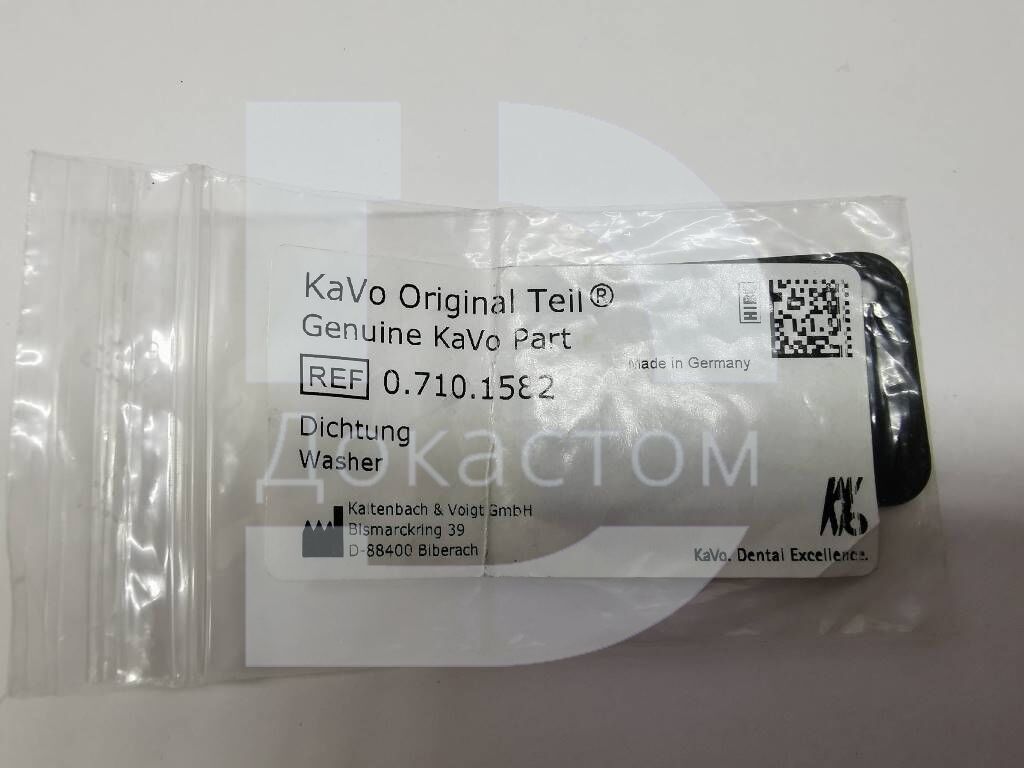 KaVo Original Teil®
Genuine KaVo Part
Made in Germany
REF 0.710.1582
Dichtung
Washer
Докастом
Kaltenbach & Voigt GmbH
Bismarckring 39
D-88400 Biberach
KaVo. Dental Excellence.